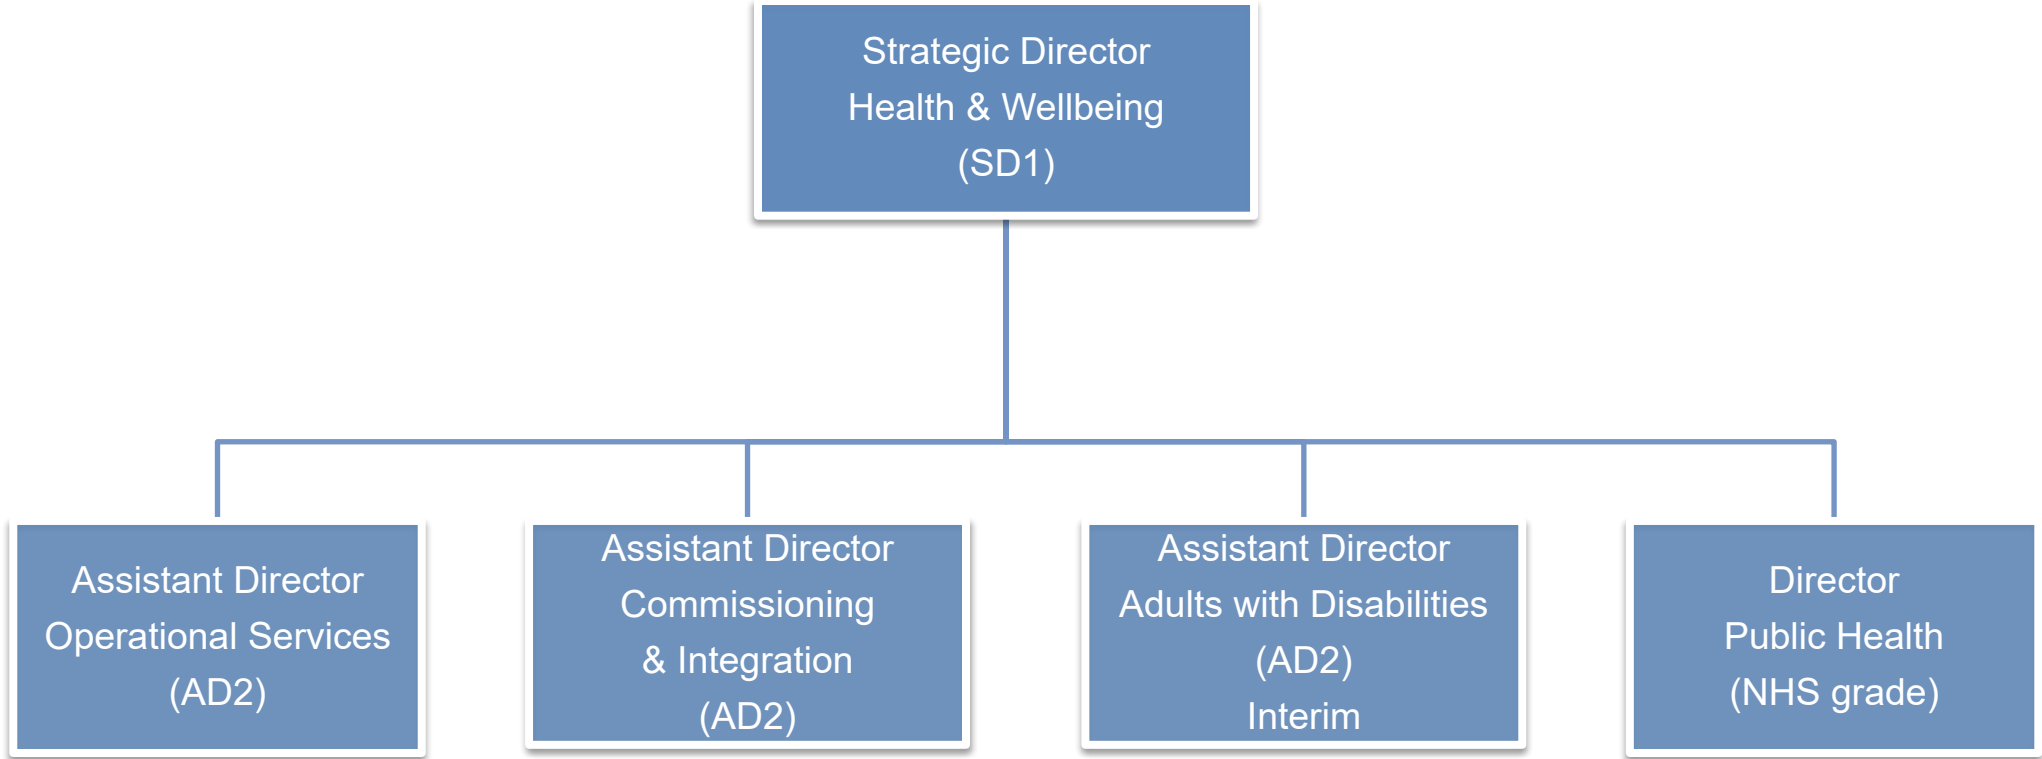 Strategic Director
Health & Wellbeing
(SD1)
Assistant Director
Operational Services
(AD2)
Assistant Director
Commissioning
& Integration
(AD2)
Assistant Director
Adults with Disabilities
(AD2)
Interim
Director
Public Health
(NHS grade)